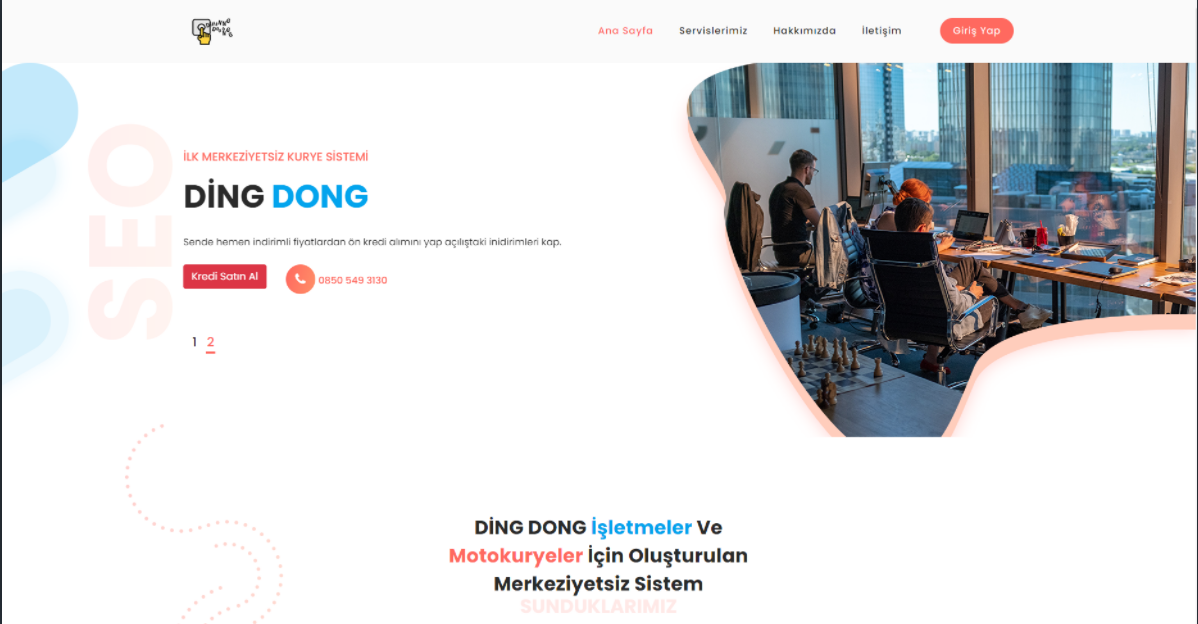 Ana Sayfa Servislerimiz Hakkımızda İletişim Giriş Yap
SEO
İLK MERKEZİYETSİZ KURYE SİSTEMİ
DİNG DONG
Sende hemen indirimli fiyatlardan ön kredi alımını yap açılıştaki inidirimleri kap.
Kredi Satın Al 0850 549 3130
1 2
DİNG DONG İşletmeler Ve
Motokuryeler İçin Oluşturulan
Merkeziyetsiz Sistem
SUNDUKLARIMIZ